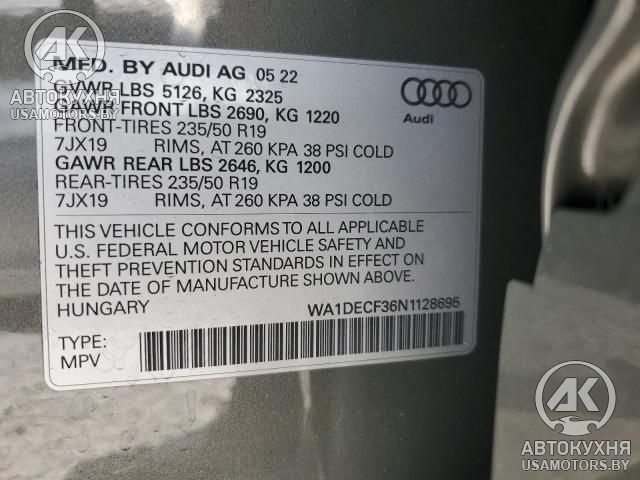 MFD. BY AUDI AG 05 22
GVWR LBS 5126, KG 2325
GAWR FRONT LBS 2690, KG 1220
FRONT-TIRES 235/50 R19
7JX19 RIMS, AT 260 KPA 38 PSI COLD
GAWR REAR LBS 2646, KG 1200
REAR-TIRES 235/50 R19
7JX19 RIMS, AT 260 KPA 38 PSI COLD
Audi
THIS VEHICLE CONFORMS TO ALL APPLICABLE
U.S. FEDERAL MOTOR VEHICLE SAFETY AND
THEFT PREVENTION STANDARDS IN EFFECT ON
THE DATE OF MANUFACTURE SHOWN ABOVE.
HUNGARY
WA1DECF36N1128695
TYPE:
MPV
АК
АВТОКУХНЯ
USAMOTORS.BY
АК
АВТОКУХНЯ
USAMOTORS.BY